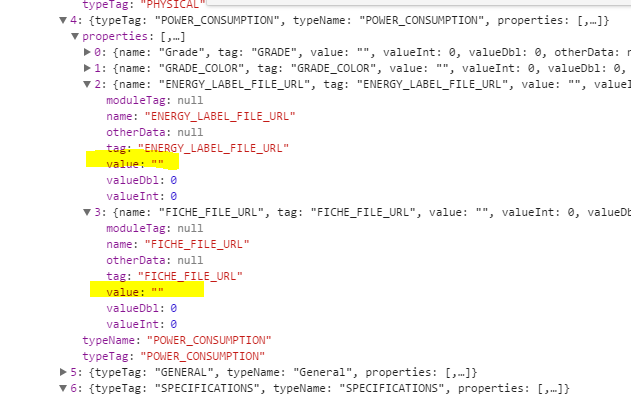 typeTag: "PHYSICAL"
4: {typeTag: "POWER_CONSUMPTION", typeName: "POWER_CONSUMPTION", properties: [,…]}
properties: [,…]
0: {name: "Grade", tag: "GRADE", value: "", valueInt: 0, valueDbl: 0, otherData: n
1: {name: "GRADE_COLOR", tag: "GRADE_COLOR", value: "", valueInt: 0, valueDbl: 0,
2: {name: "ENERGY_LABEL_FILE_URL", tag: "ENERGY_LABEL_FILE_URL", value: "", valueI
moduleTag: null
name: "ENERGY_LABEL_FILE_URL"
otherData: null
tag: "ENERGY_LABEL_FILE_URL"
value: ""
valueDbl: 0
valueInt: 0
3: {name: "FICHE_FILE_URL", tag: "FICHE_FILE_URL", value: "", valueInt: 0, valueDb
moduleTag: null
name: "FICHE_FILE_URL"
otherData: null
tag: "FICHE_FILE_URL"
value: ""
valueDbl: 0
valueInt: 0
typeName: "POWER_CONSUMPTION"
typeTag: "POWER_CONSUMPTION"
5: {typeTag: "GENERAL", typeName: "General", properties: [,…]}
6: {typeTag: "SPECIFICATIONS", typeName: "SPECIFICATIONS", properties: [,…]}